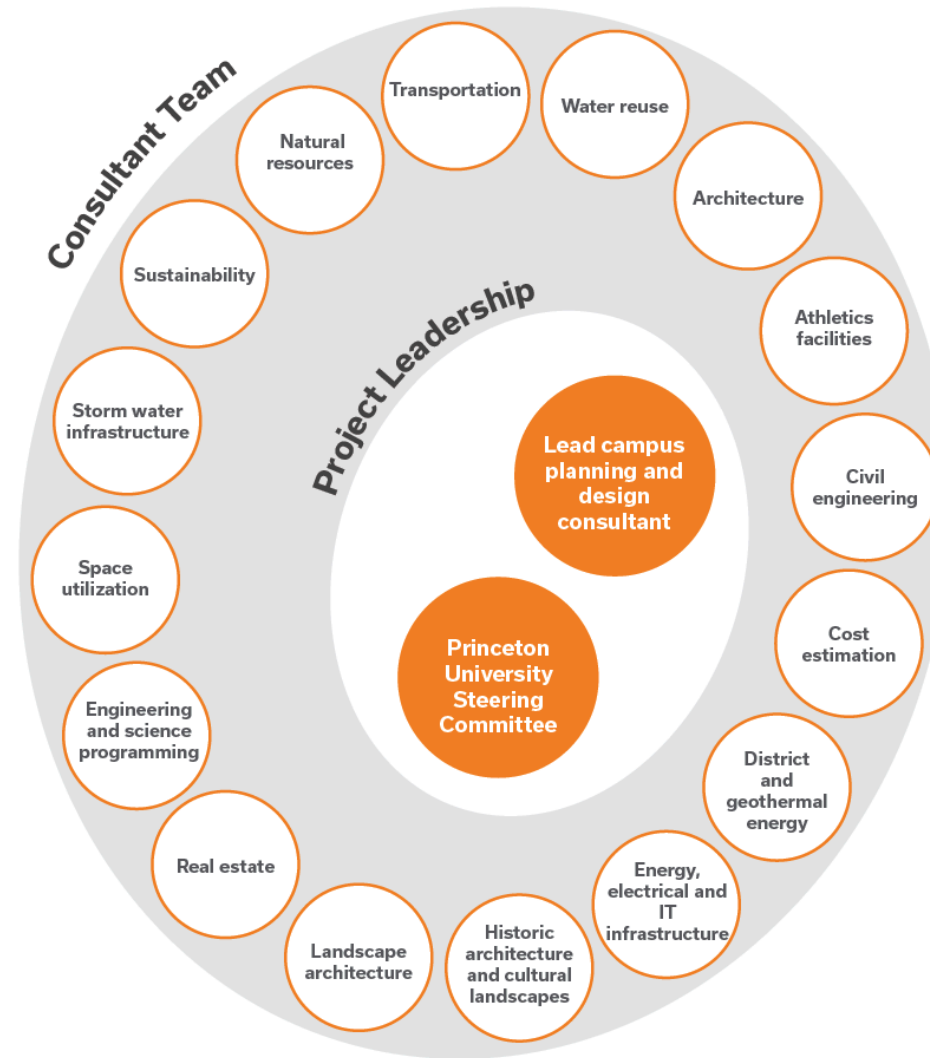 Consultant Team
Transportation
Water reuse
Architecture
Athletics
facilities
Civil
engineering
Cost
estimation
District
and
geothermal
energy
Energy,
electrical and
IT
infrastructure
Historic
architecture
and cultural
landscapes
Landscape
architecture
Real estate
Engineering
and science
programming
Space
utilization
Storm water
infrastructure
Sustainability
Natural
resources
Project Leadership
Lead campus
planning and
design
consultant
Princeton
University
Steering
Committee